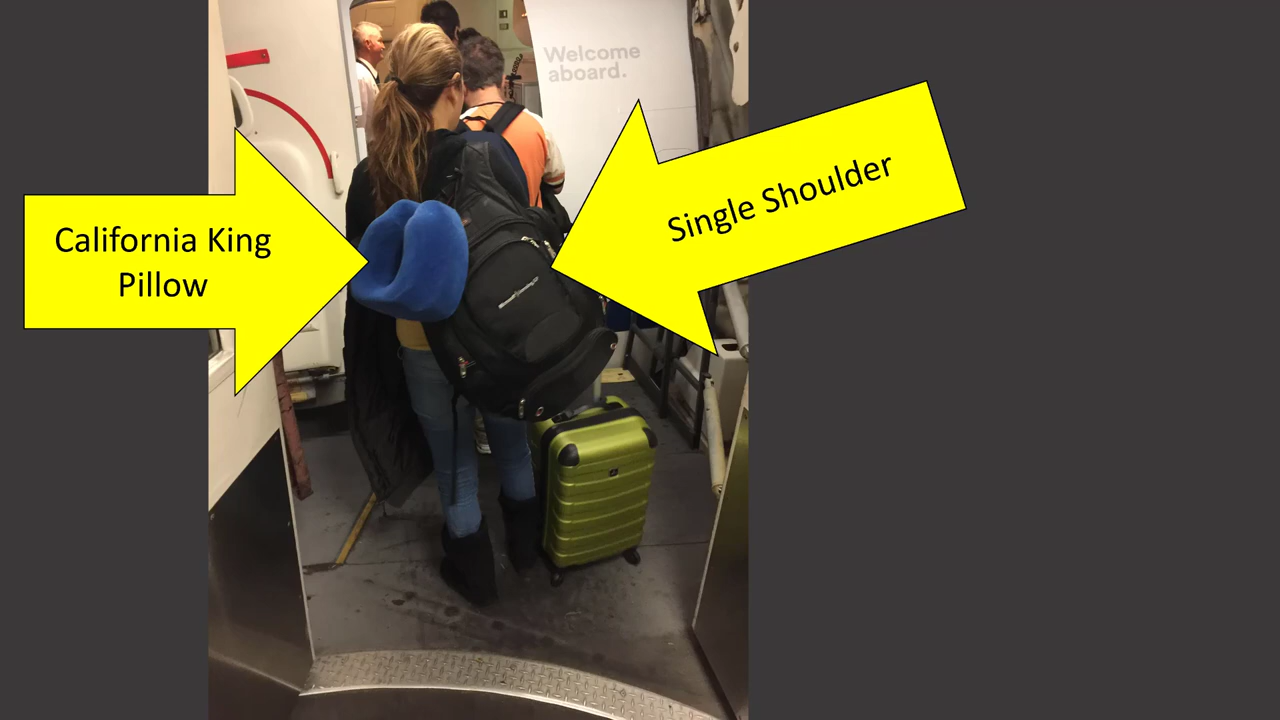 Welcome
aboard.
California King
Pillow
Single Shoulder